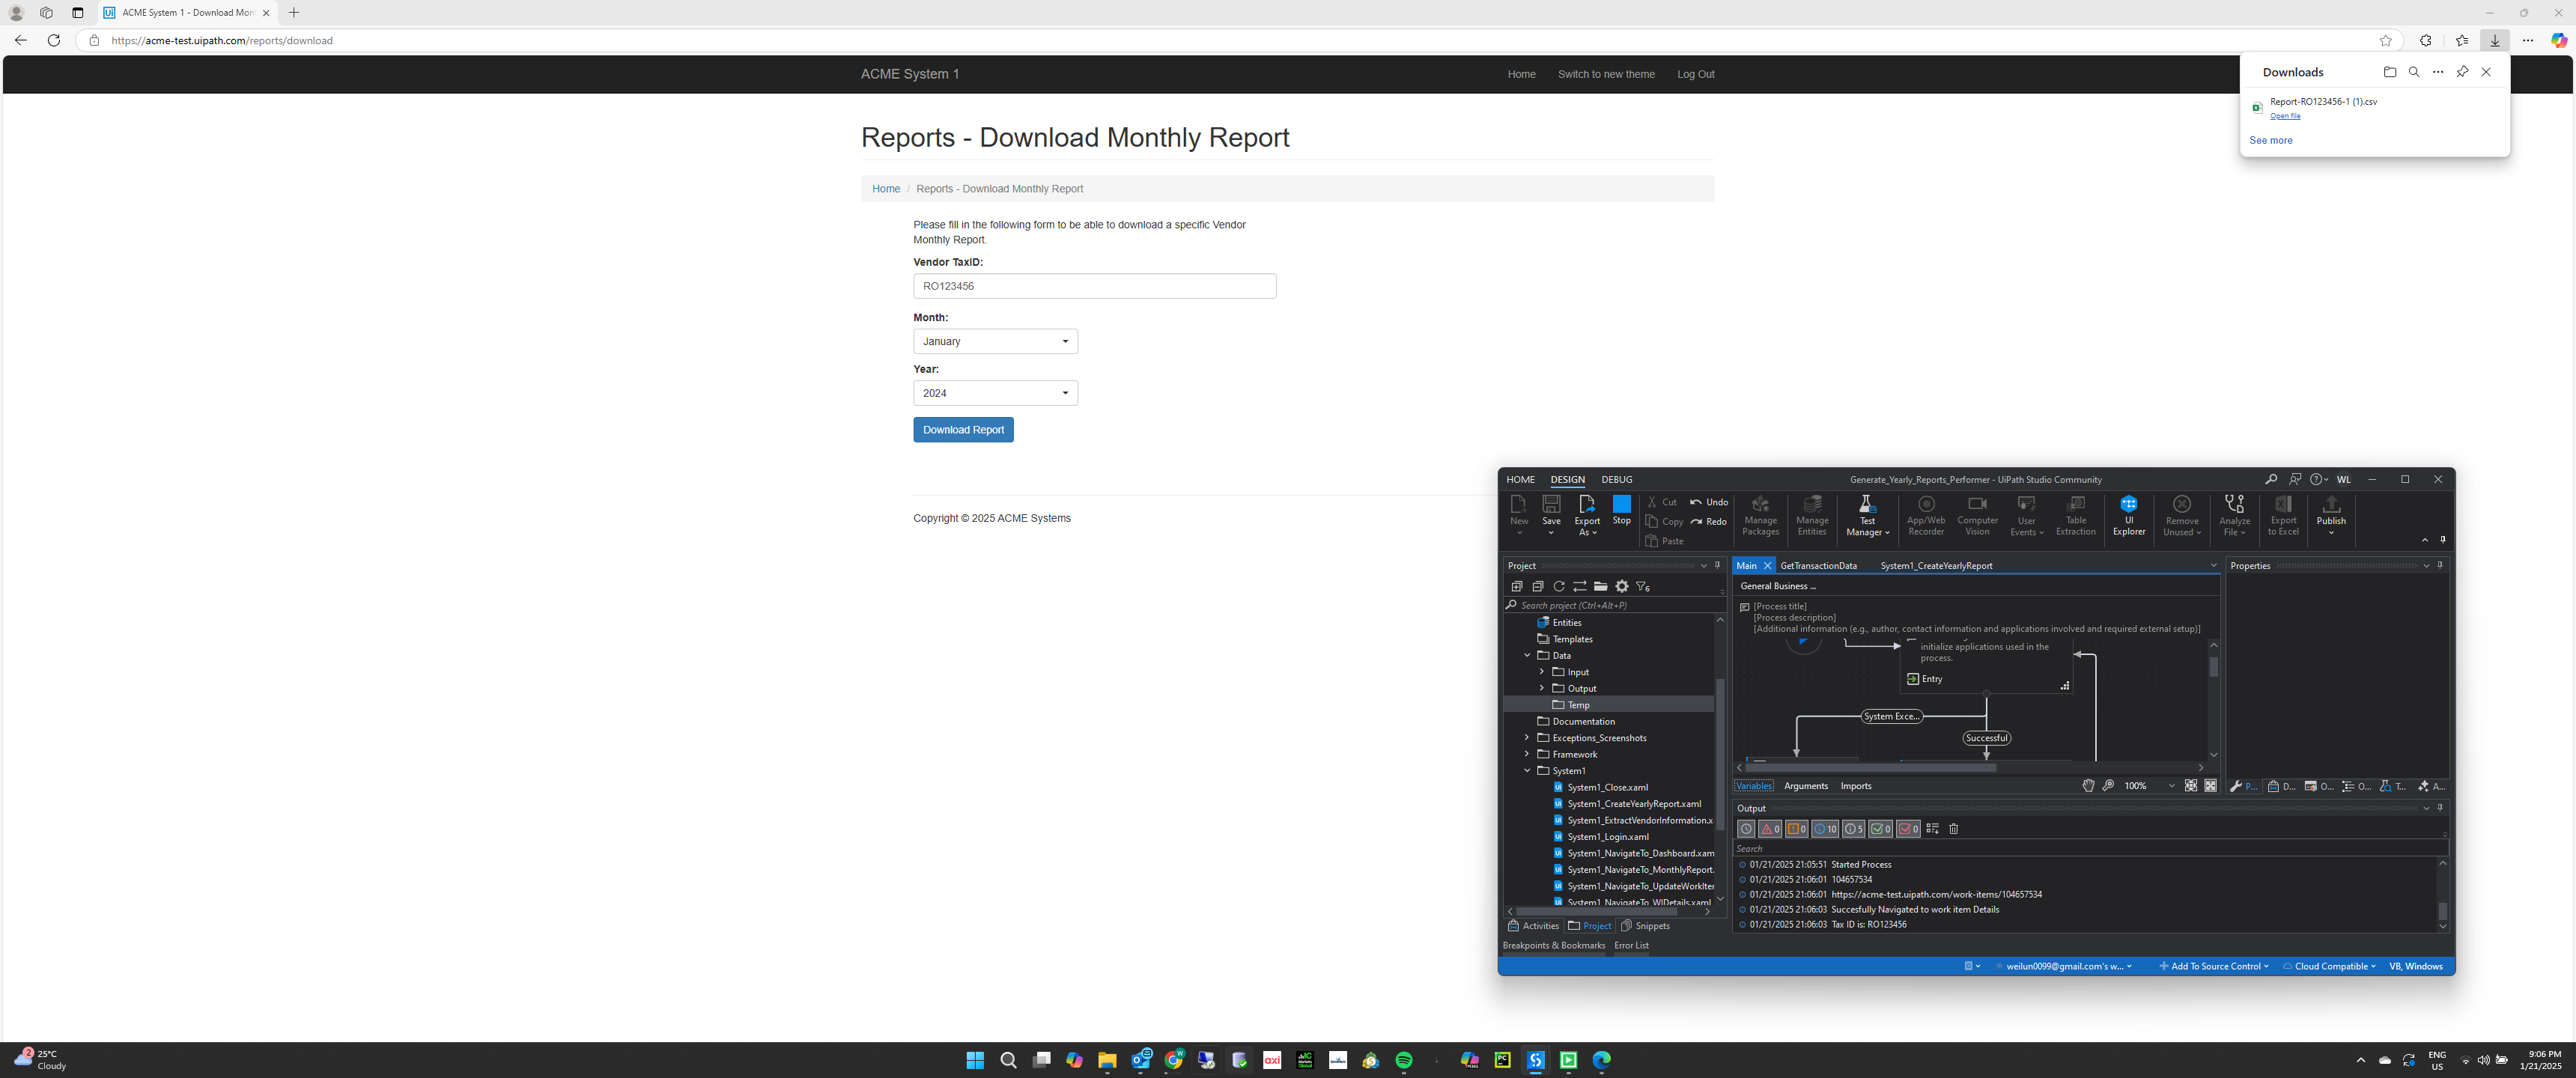 ACME System 1 - Download Mon
https://acme-test.uipath.com/reports/download
ACME System 1
Home
Switch to new theme
Log Out
Downloads
Report-RO123456-1 (1).csv
Open file
See more
Reports - Download Monthly Report
Home / Reports - Download Monthly Report
Please fill in the following form to be able to download a specific Vendor
Monthly Report.
Vendor TaxID:
RO123456
Month:
January
Year:
2024
Download Report
Copyright © 2025 ACME Systems
HOME DESIGN DEBUG
Generate_Yearly_Reports_Performer - UiPath Studio Community
WL
New
Save
Export
As
Stop
Cut
Copy
Paste
Undo
Redo
Manage
Packages
Manage
Entities
Test
Manager
App/Web
Recorder
Computer
Vision
User
Events
Table
Extraction
UI
Explorer
Remove
Unused
Analyze
File
Export
to Excel
Publish
Project
Search project (Ctrl+Alt+P)
Entities
Templates
Data
Input
Output
Temp
Documentation
Exceptions_Screenshots
Framework
System1
System1_Close.xaml
System1_CreateYearlyReport.xaml
System1_ExtractVendorInformation.x
System1_Login.xaml
System1_NavigateTo_Dashboard.xam
System1_NavigateTo_MonthlyReport.
System1_NavigateTo_UpdateWorkIter
System1_NavigateTo_WIDetails.xaml
Activities
Project
Snippets
Main
GetTransactionData
System1_CreateYearlyReport
General Business ...
[Process title]
[Process description]
[Additional information (e.g., author, contact information and applications involved and required external setup)]
initialize applications used in the
process.
Entry
System Exce...
Successful
Variables
Arguments
Imports
100%
Properties
P...
D...
O...
O...
T...
A...
Output
0
0
10
5
0
0
Search
01/21/2025 21:05:51 Started Process
01/21/2025 21:06:01 104657534
01/21/2025 21:06:01 https://acme-test.uipath.com/work-items/104657534
01/21/2025 21:06:03 Succesfully Navigated to work item Details
01/21/2025 21:06:03 Tax ID is: RO123456
Breakpoints & Bookmarks
Error List
weilun0099@gmail.com's w...
Add To Source Control
Cloud Compatible
VB, Windows
2
25°C
Cloudy
axi
ENG
US
9:06 PM
1/21/2025